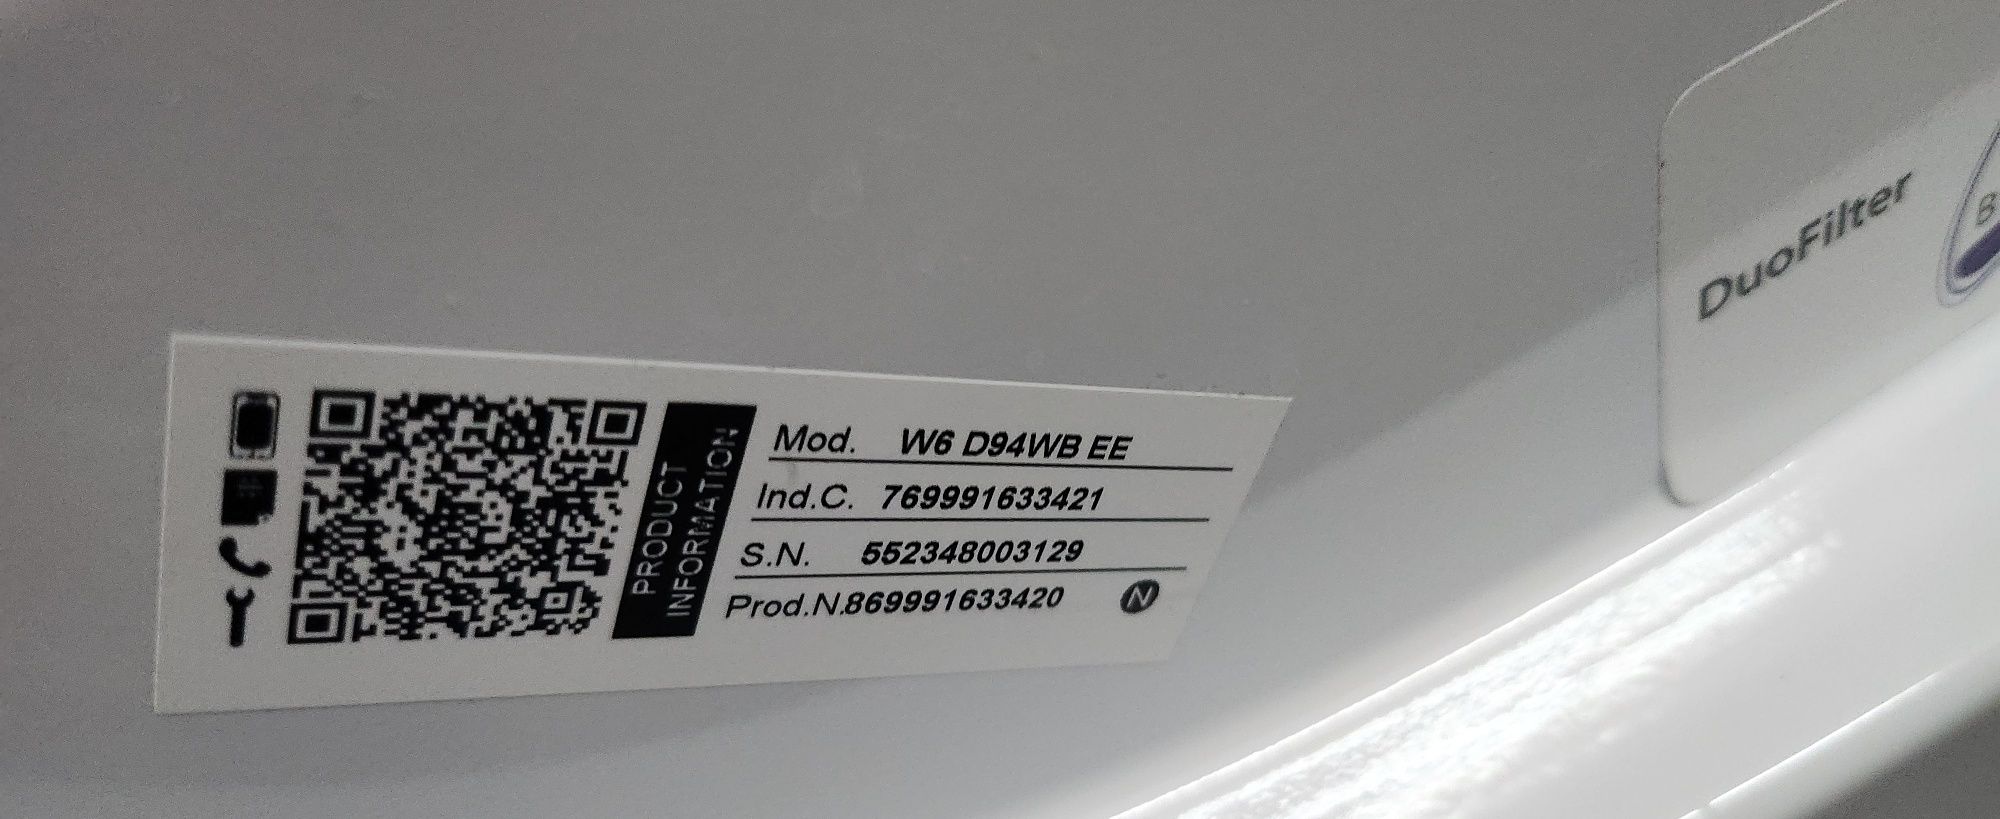 PRODUCT
INFORMATION
Mod. W6 D94WB EE
Ind.C. 769991633421
S.N. 552348003129
Prod.N.869991633420
N
DuoFilter
B